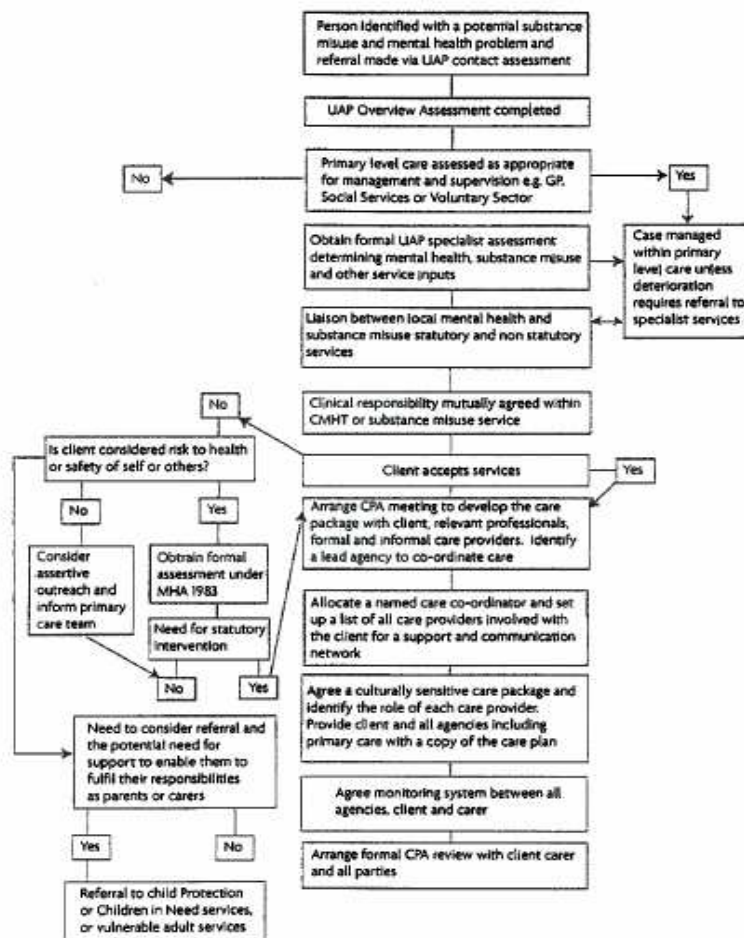 Person identified with a potential substance
misuse and mental health problem and
referral made via UAP contact assessment
UAP Overview Assessment completed
Primary level care assessed as appropriate
for management and supervision e.g. GP,
Social Services or Voluntary Sector
No
Yes
Obtain formal UAP specialist assessment
determining mental health, substance misuse
and other service inputs
Case managed
within primary
level care unless
deterioration
requires referral to
specialist services
Liaison between local mental health and
substance misuse statutory and non statutory
services
Clinical responsibility mutually agreed within
CMHT or substance misuse service
No
Is client considered risk to health
or safety of self or others?
Client accepts services
Yes
No
Yes
Arrange CPA meeting to develop the care
package with client, relevant professionals,
formal and informal care providers. Identify
a lead agency to co-ordinate care
Consider
assertive
outreach and
inform primary
care team
Obtrain formal
assessment under
MHA 1983
Need for statutory
intervention
No
Yes
Allocate a named care co-ordinator and set
up a list of all care providers involved with
the client for a support and communication
network
Agree a culturally sensitive care package and
identify the role of each care provider.
Provide client and all agencies including
primary care with a copy of the care plan
Need to consider referral and
the potential need for
support to enable them to
fulfil their responsibilities
as parents or carers
Agree monitoring system between all
agencies, client and carer
Yes
No
Arrange formal CPA review with client carer
and all parties
Referral to child Protection
or Children in Need services,
or vulnerable adult services